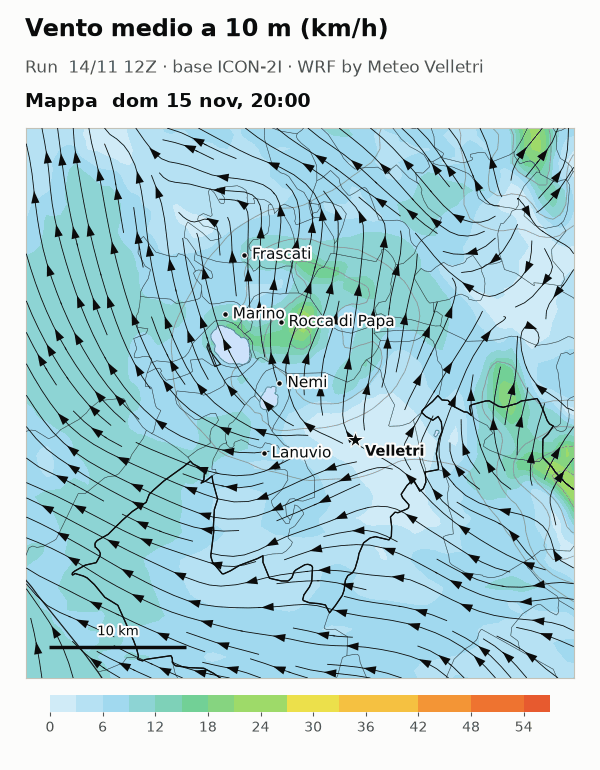 Vento medio a 10 m (km/h)
Run 14/11 12Z · base ICON-2I · WRF by Meteo Velletri
Mappa dom 15 nov, 20:00
Frascati
Marino
Rocca di Papa
Nemi
Velletri
Lanuvio
10 km
0 6 12 18 24 30 36 42 48 54